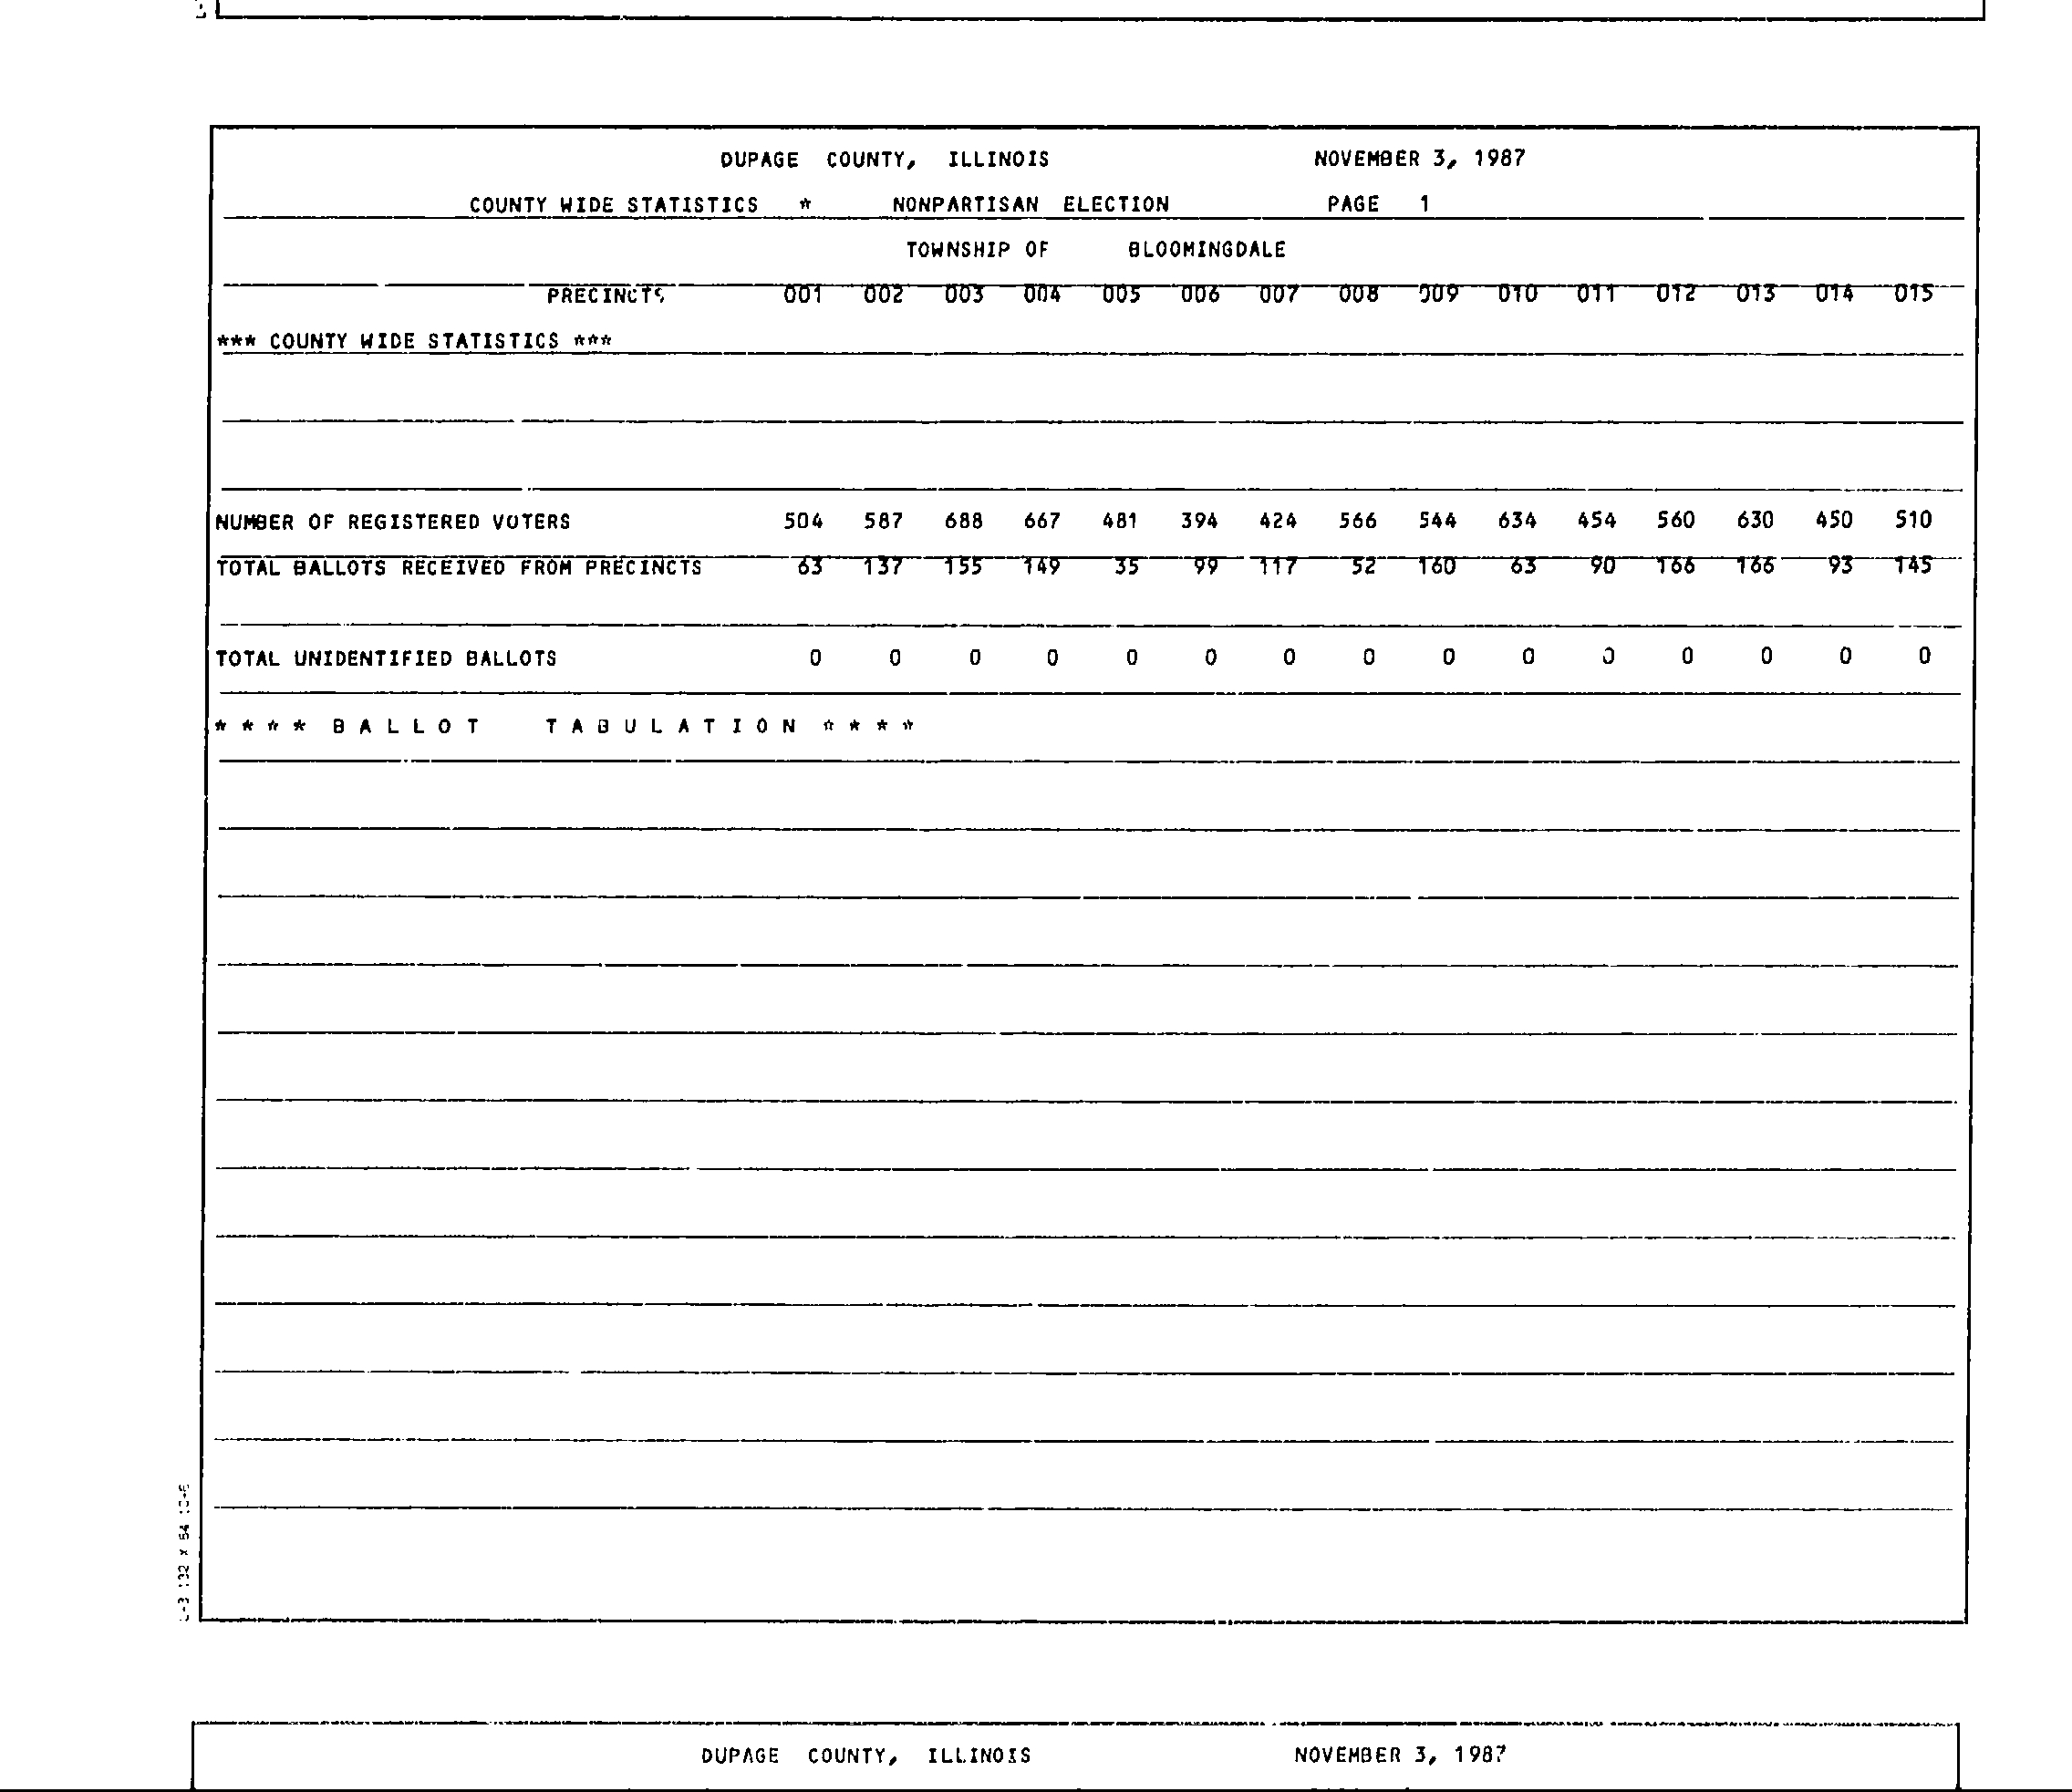 DUPAGE COUNTY, ILLINOIS NOVEMBER 3, 1987
COUNTY WIDE STATISTICS * NONPARTISAN ELECTION PAGE 1
TOWNSHIP OF BLOOMINGDALE
PRECINCTS 001 002 003 004 005 006 007 008 009 010 011 012 013 014 015
*** COUNTY WIDE STATISTICS ***
NUMBER OF REGISTERED VOTERS 504 587 688 667 481 394 424 566 544 634 454 560 630 450 510
TOTAL BALLOTS RECEIVED FROM PRECINCTS 63 137 155 149 35 99 117 52 160 63 90 166 166 93 145
TOTAL UNIDENTIFIED BALLOTS 0 0 0 0 0 0 0 0 0 0 0 0 0 0 0
* * * * B A L L O T T A B U L A T I O N * * * *
DUPAGE COUNTY, ILLINOIS NOVEMBER 3, 1987